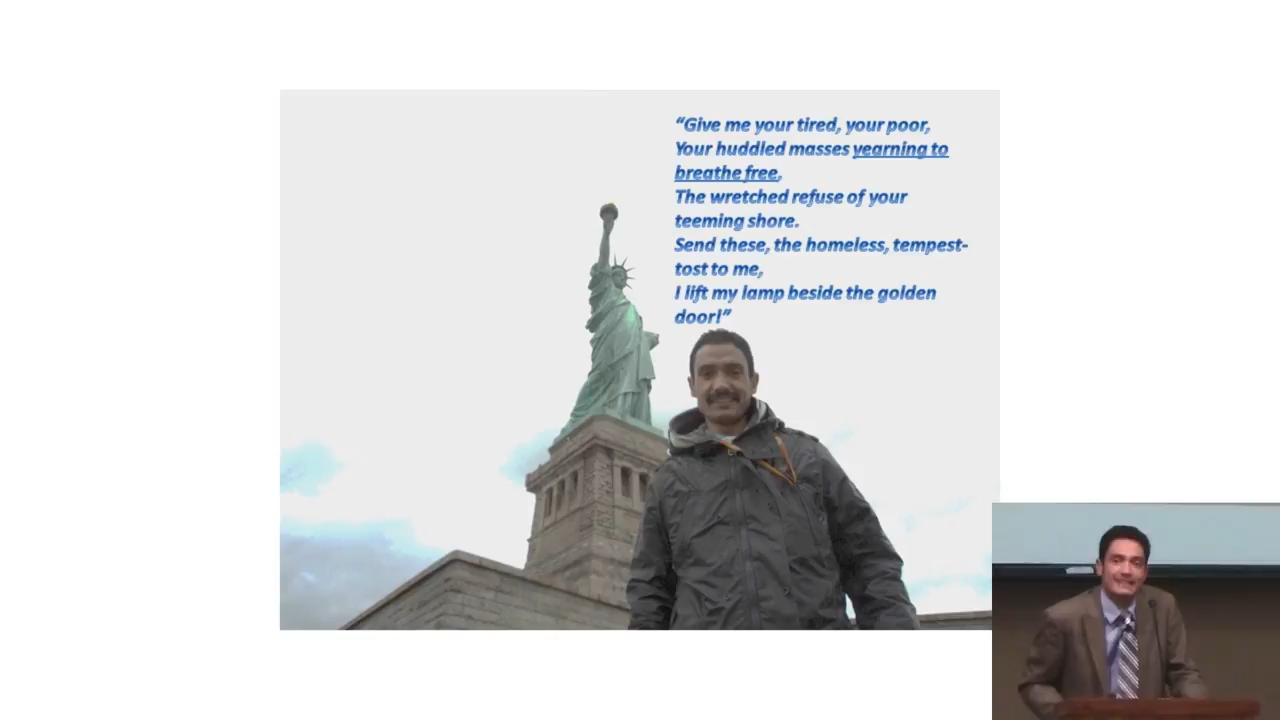 “Give me your tired, your poor,
Your huddled masses yearning to
breathe free,
The wretched refuse of your
teeming shore.
Send these, the homeless, tempest-
tost to me,
I lift my lamp beside the golden
door!”